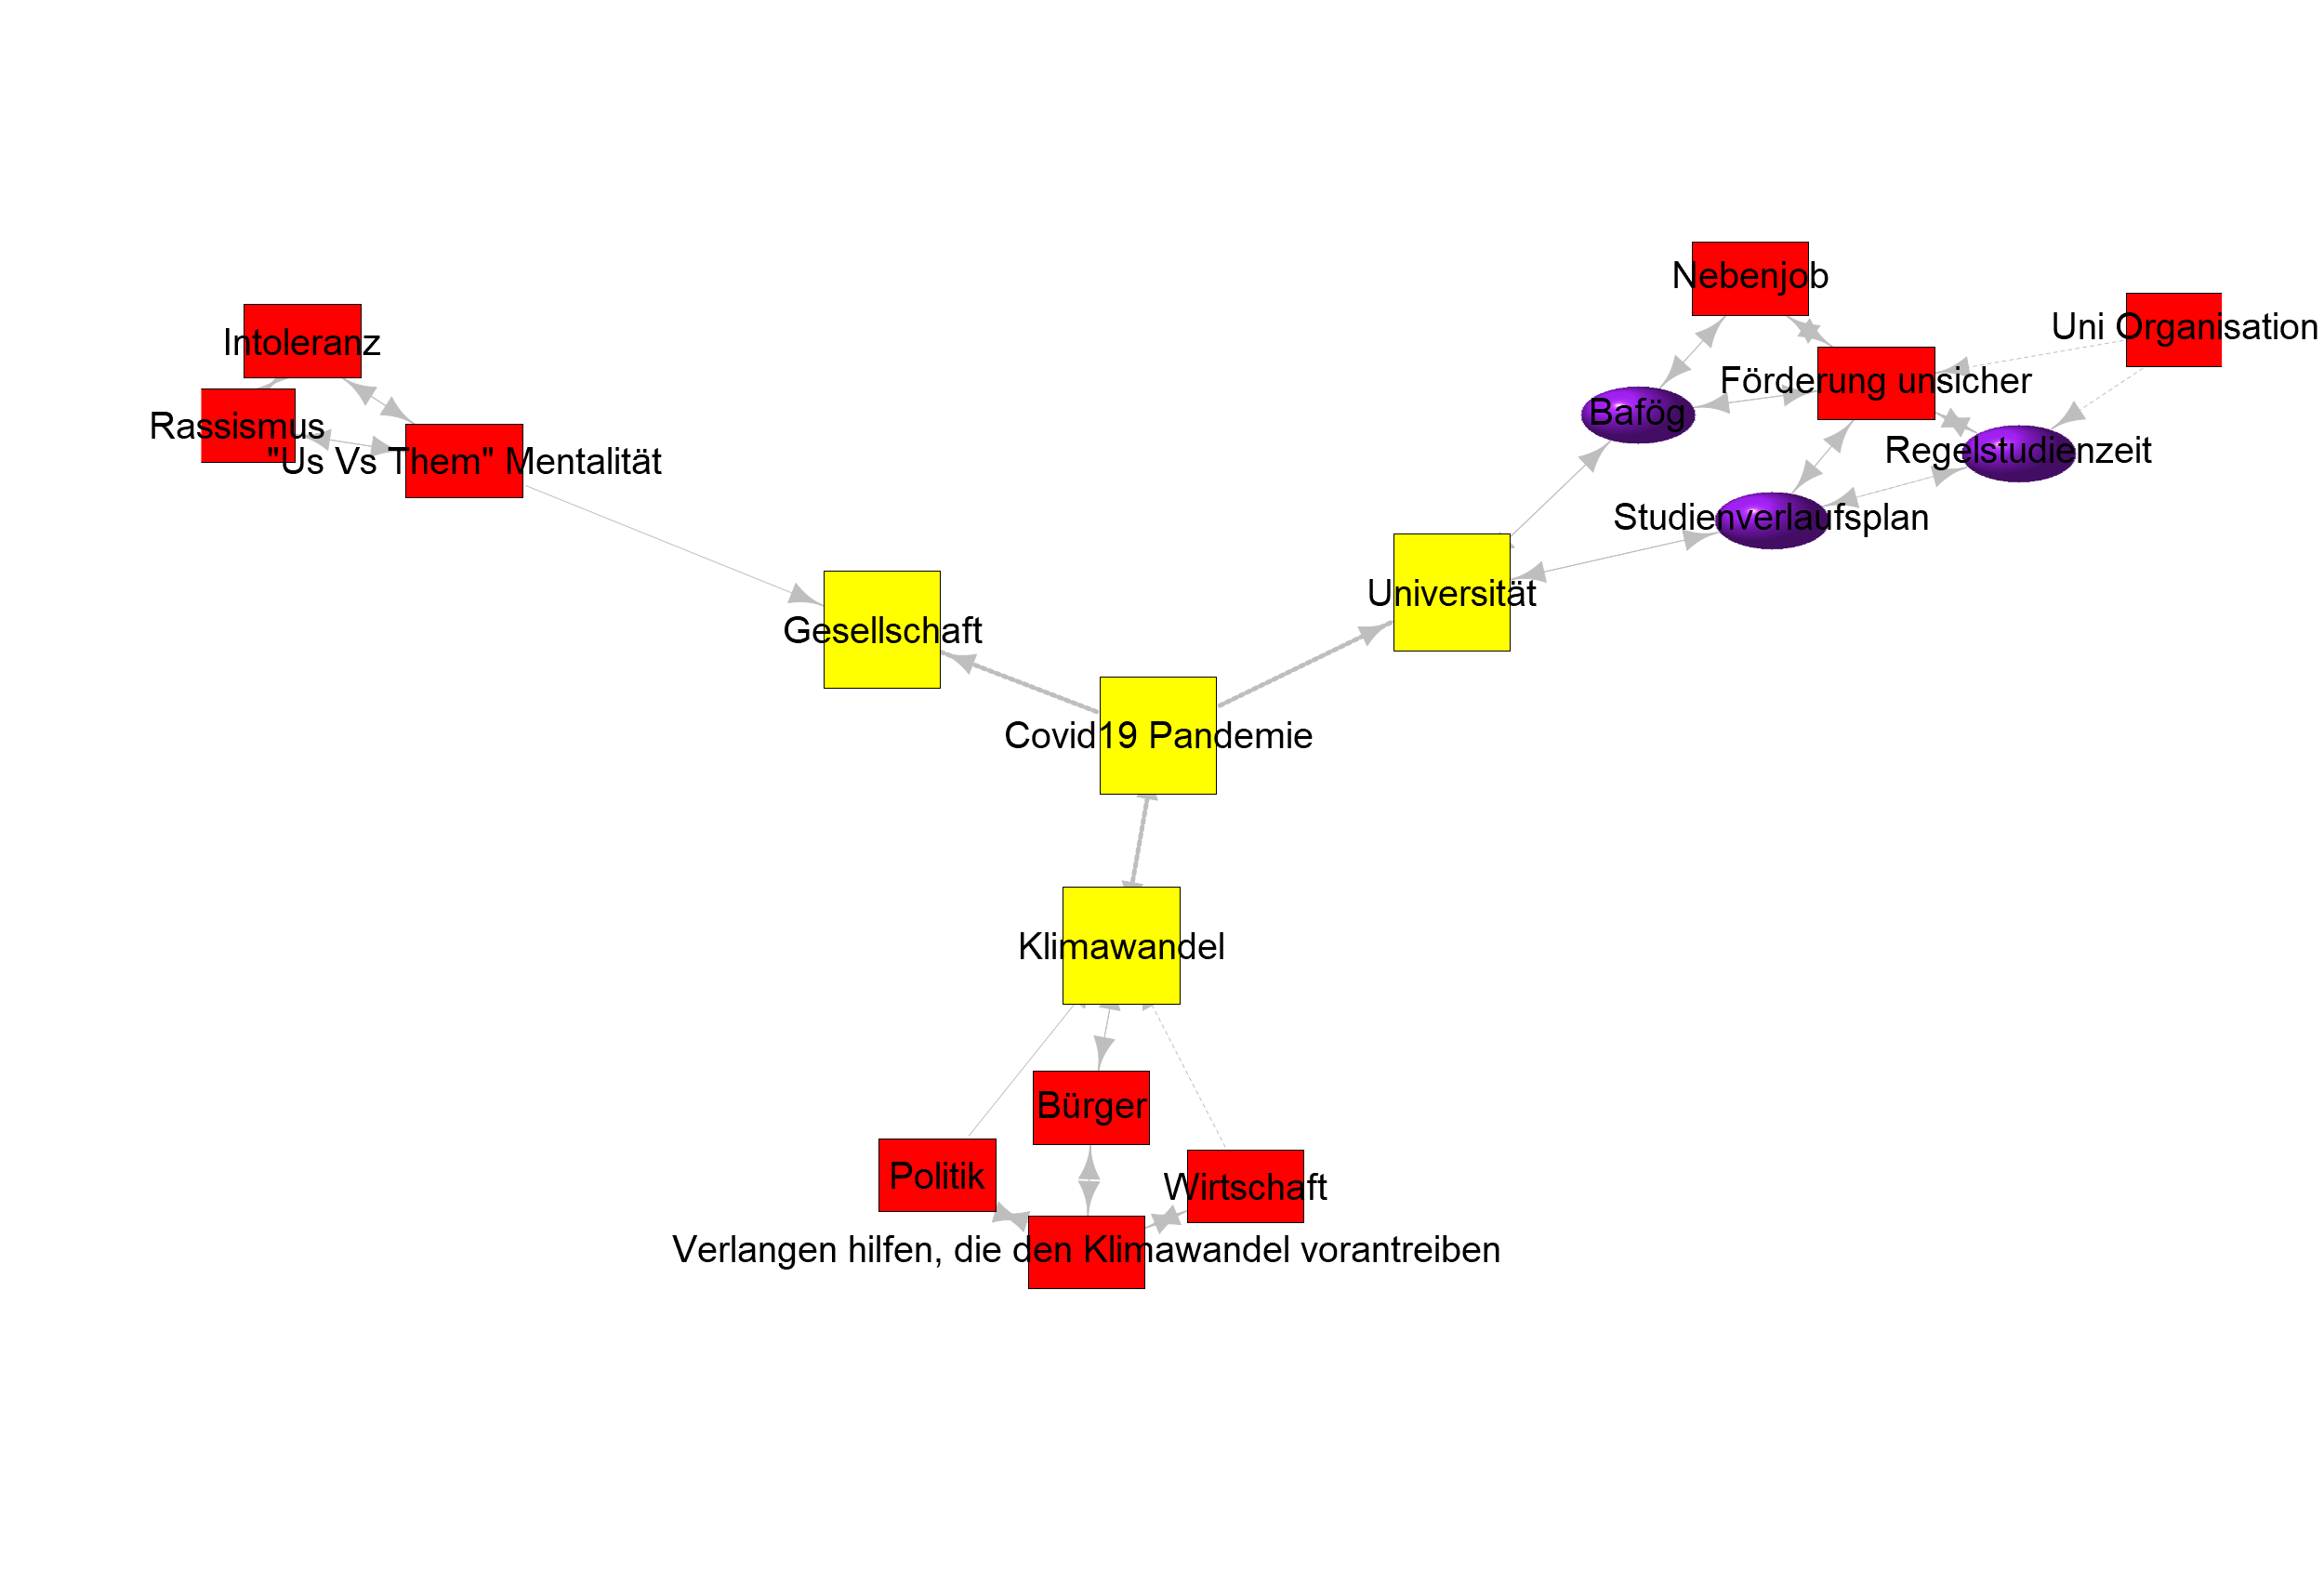 Nebenjob
Uni Organisation
Intoleranz
Förderung unsicher
Bafög
Rassismus
Regelstudienzeit
"Us Vs Them" Mentalität
Studienverlaufsplan
Universität
Gesellschaft
Covid19 Pandemie
Klimawandel
Bürger
Politik
Wirtschaft
Verlangen hilfen, die den Klimawandel vorantreiben